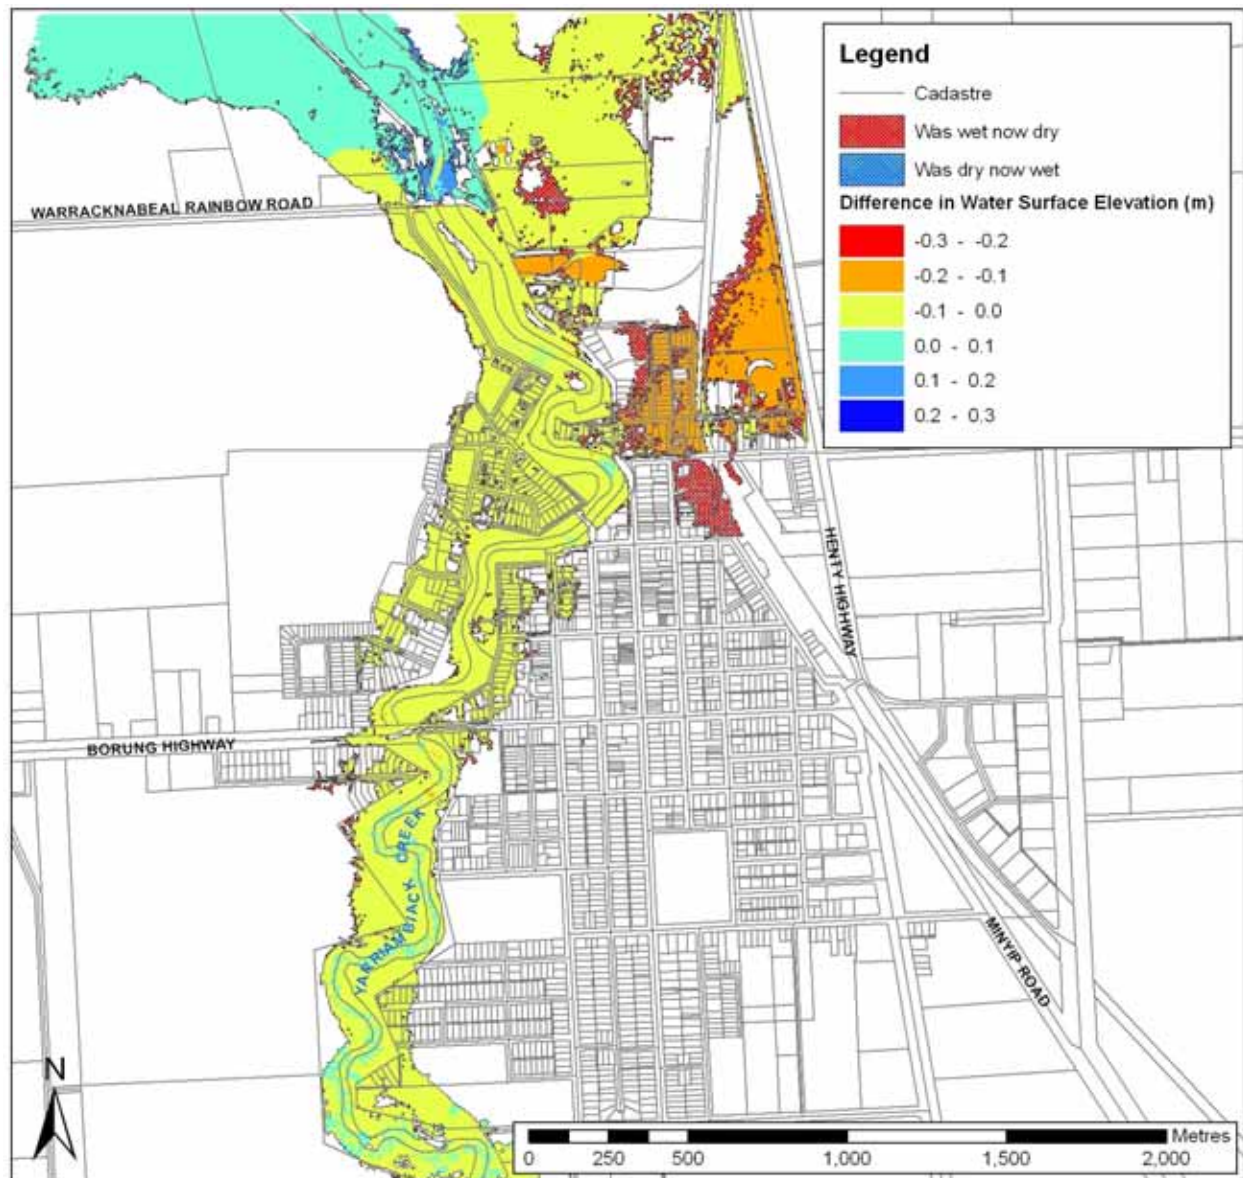 Legend
Cadastre
Was wet now dry
Was dry now wet
Difference in Water Surface Elevation (m)
-0.3 - -0.2
-0.2 - -0.1
-0.1 - 0.0
0.0 - 0.1
0.1 - 0.2
0.2 - 0.3
WARRACKNABEAL RAINBOW ROAD
HENTY HIGHWAY
BORUNG HIGHWAY
YARRIAMBIACK CREEK
MINYIP ROAD
N
Metres
0 250 500 1,000 1,500 2,000